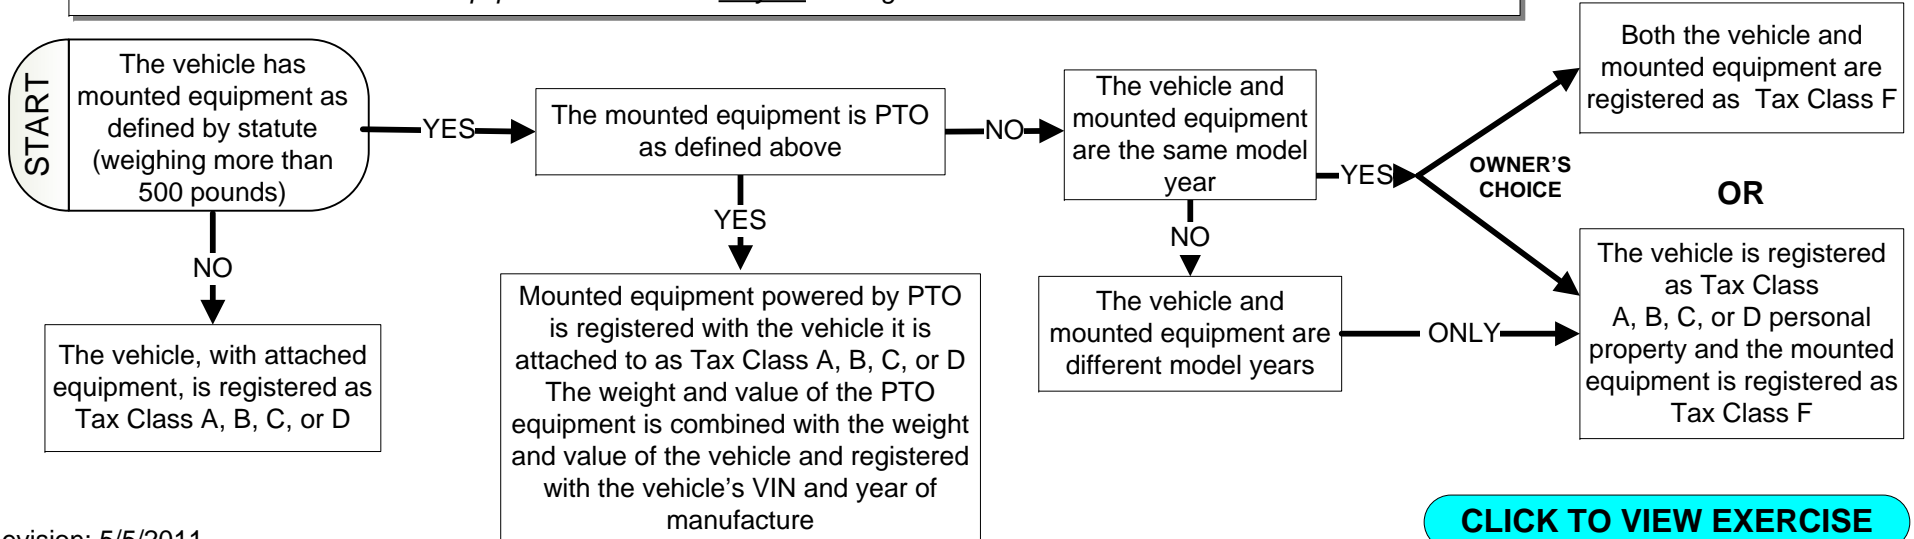 START
The vehicle has
mounted equipment as
defined by statute
(weighing more than
500 pounds)
YES
NO
The vehicle, with attached
equipment, is registered as
Tax Class A, B, C, or D
The mounted equipment is PTO
as defined above
NO
YES
Mounted equipment powered by PTO
is registered with the vehicle it is
attached to as Tax Class A, B, C, or D
The weight and value of the PTO
equipment is combined with the weight
and value of the vehicle and registered
with the vehicle's VIN and year of
manufacture
The vehicle and
mounted equipment
are the same model
year
YES
NO
The vehicle and
mounted equipment are
different model years
ONLY
OWNER'S
CHOICE
Both the vehicle and
mounted equipment are
registered as Tax Class F
OR
The vehicle is registered
as Tax Class
A, B, C, or D personal
property and the mounted
equipment is registered as
Tax Class F
5/5/2011
CLICK TO VIEW EXERCISE